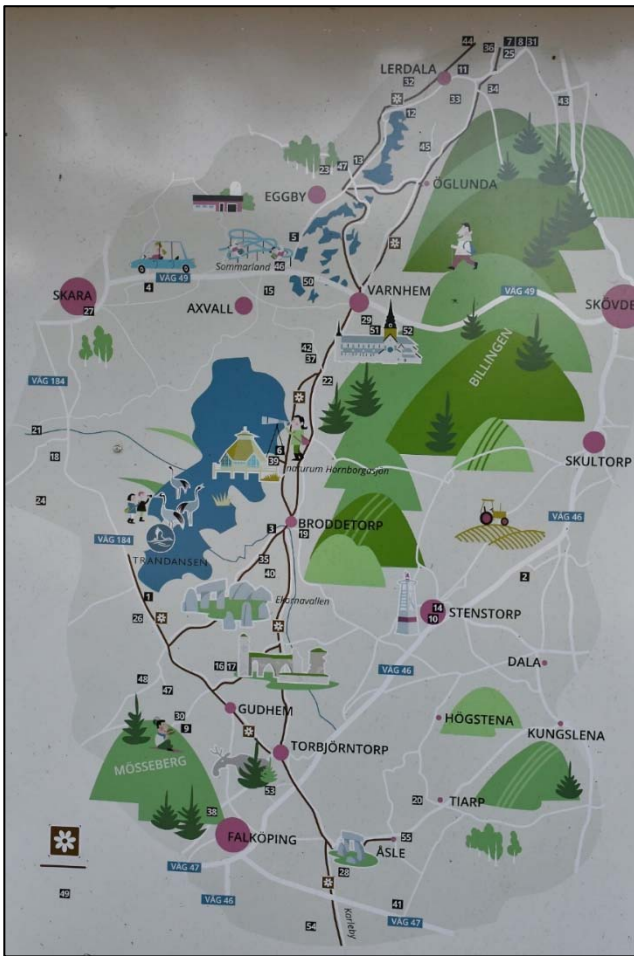 44
36
7
8
31
25
LERDALA
11
32
33
34
43
12
45
13
47
23
ÖGLUNDA
EGGBY
5
Sommarland
46
VÄG 49
4
50
15
SKARA
27
AXVALL
VARNHEM
VÄG 49
SKÖVDE
29
51
52
42
37
BILLINGEN
22
VÄG 184
21
18
6
39
naturum Hornborgasjön
SKULTORP
24
VÄG 46
3
BRODDETORP
19
VÄG 184
TRANDANSEN
35
40
2
1
Ekornavallen
14
10
STENSTORP
26
16
17
VÄG 46
DALA
48
47
GUDHEM
30
9
HÖGSTENA
KUNGSLENA
MÖSSEBERG
TORBJÖRNTORP
53
20
TIARP
38
FALKÖPING
55
ÅSLE
28
VÄG 47
VÄG 46
49
41
VÄG 47
54
Karleby